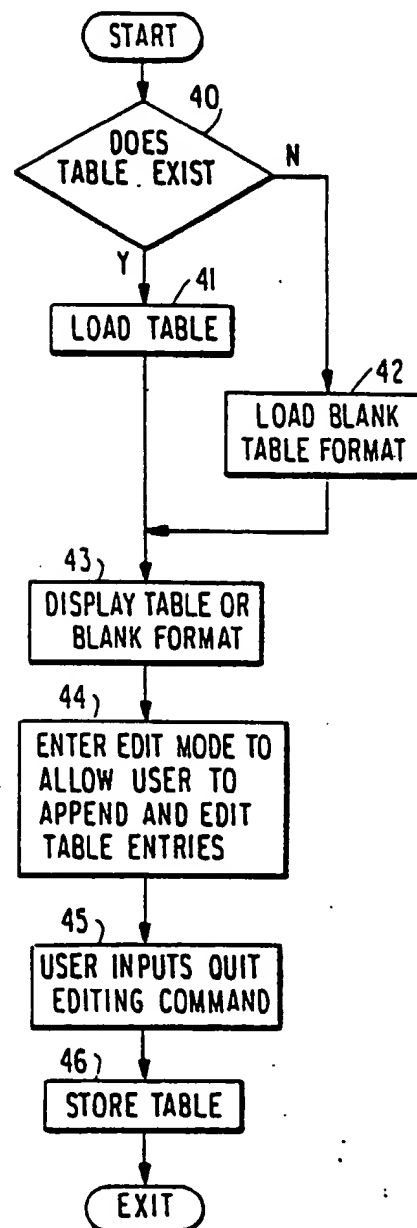 START
40
DOES
TABLE EXIST
N
Y
41
LOAD TABLE
42
LOAD BLANK
TABLE FORMAT
43
DISPLAY TABLE OR
BLANK FORMAT
44
ENTER EDIT MODE TO
ALLOW USER TO
APPEND AND EDIT
TABLE ENTRIES
45
USER INPUTS QUIT
EDITING COMMAND
46
STORE TABLE
EXIT